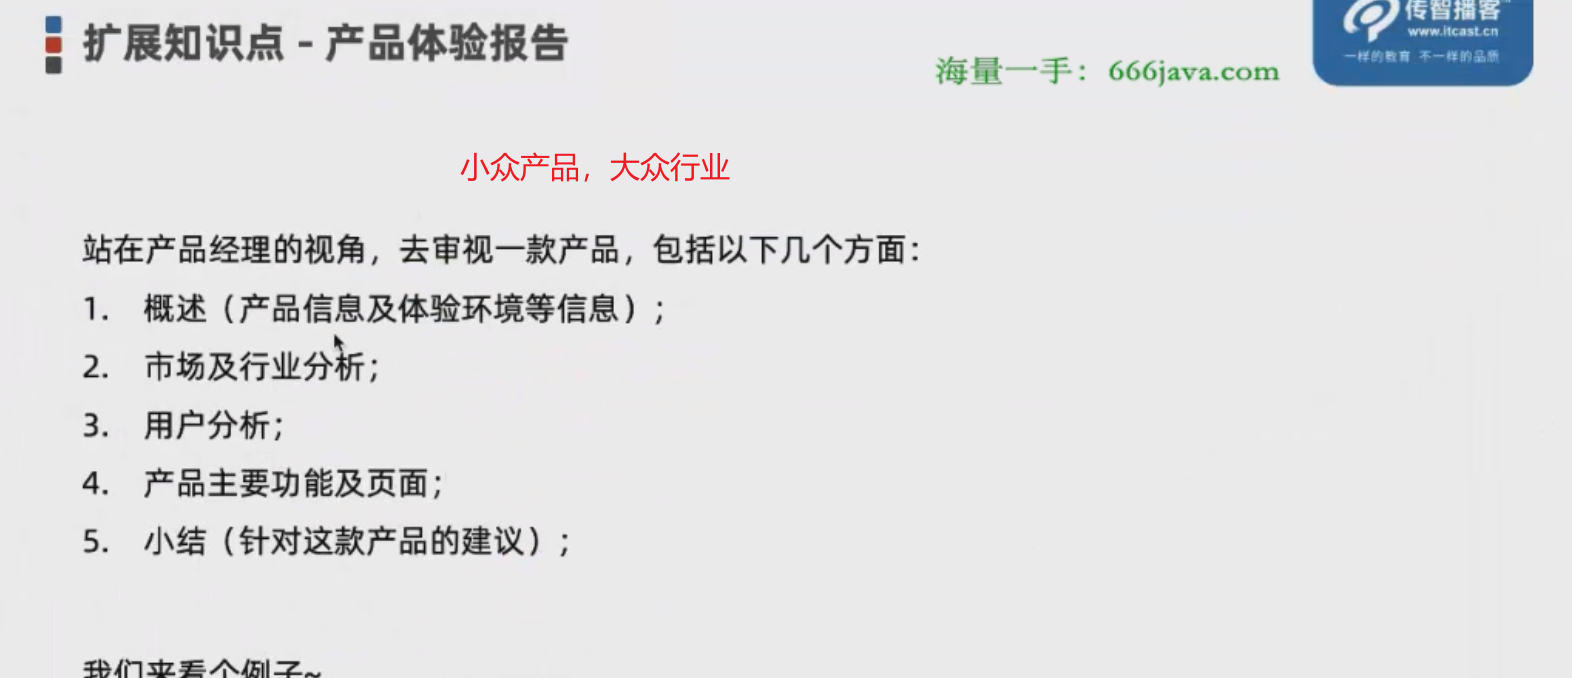 扩展知识点 - 产品体验报告
传智播客
www.itcast.cn
一样的教育 不一样的品质
海量一手：666java.com
小众产品，大众行业
站在产品经理的视角，去审视一款产品，包括以下几个方面：
1. 概述（产品信息及体验环境等信息）；
2. 市场及行业分析；
3. 用户分析；
4. 产品主要功能及页面；
5. 小结（针对这款产品的建议）；
我们来看个例子~